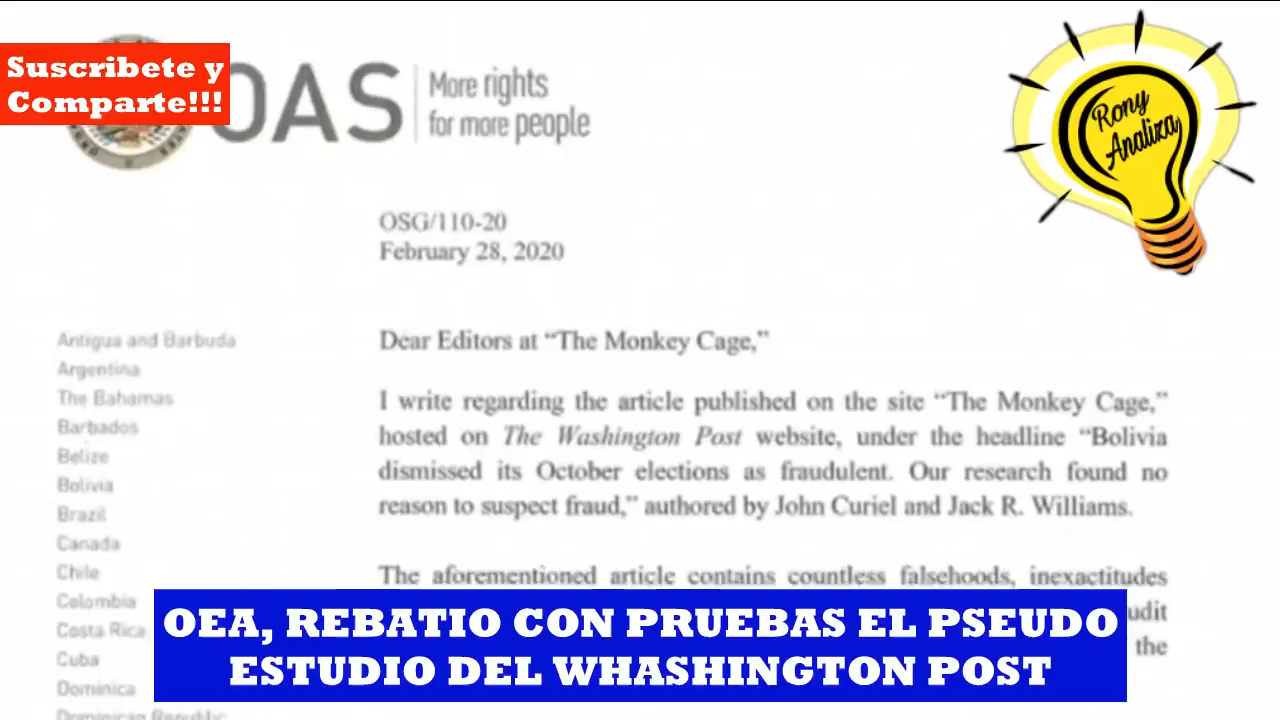 Suscribete y
Comparte!!!
OAS
More rights
for more people
Rony
Analiza
OSG/110-20
February 28, 2020
Antigua and Barbuda
Argentina
The Bahamas
Barbados
Belize
Bolivia
Brazil
Canada
Chile
Colombia
Costa Rica
Cuba
Dominica
Dominican Republic
Dear Editors at “The Monkey Cage,”
I write regarding the article published on the site “The Monkey Cage,”
hosted on The Washington Post website, under the headline “Bolivia
dismissed its October elections as fraudulent. Our research found no
reason to suspect fraud,” authored by John Curiel and Jack R. Williams.
The aforementioned article contains countless falsehoods, inexactitudes
the
OEA, REBATIO CON PRUEBAS EL PSEUDO
ESTUDIO DEL WHASHINGTON POST